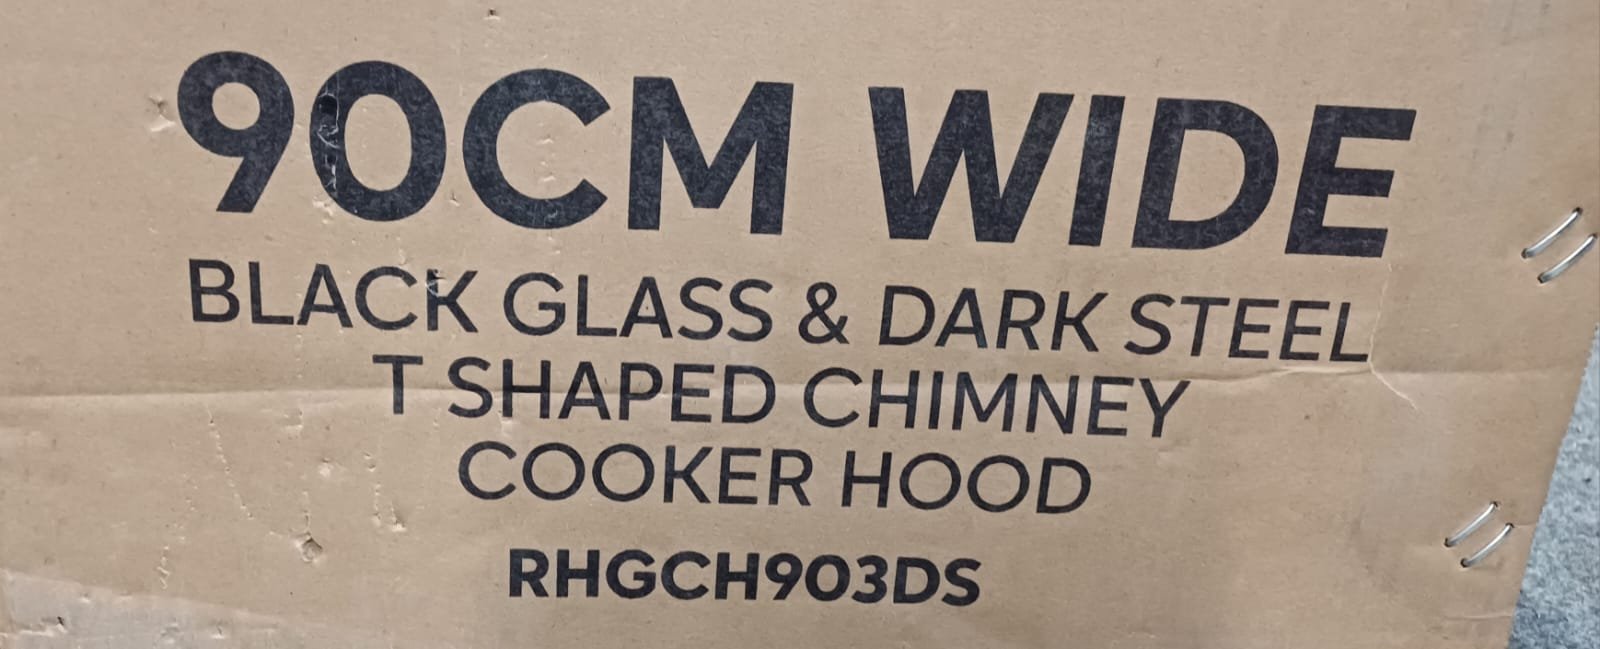 90CM WIDE
BLACK GLASS & DARK STEEL
T SHAPED CHIMNEY
COOKER HOOD
RHGCH903DS